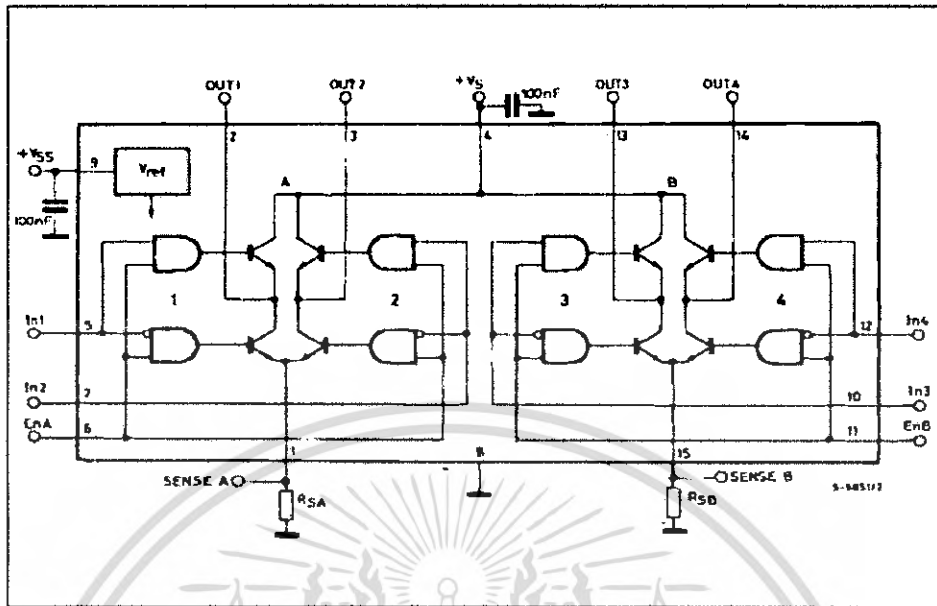 OUT1 OUT2 +VS 100nF OUT3 OUT4
2 3 4 13 14
+VSS 9 Vref
100nF
A B
1 2 3 4
In1 5 12 In4
In2 7 10 In3
EnA 6 11 EnB
1 8 15
SENSE A SENSE B
RSA RSB